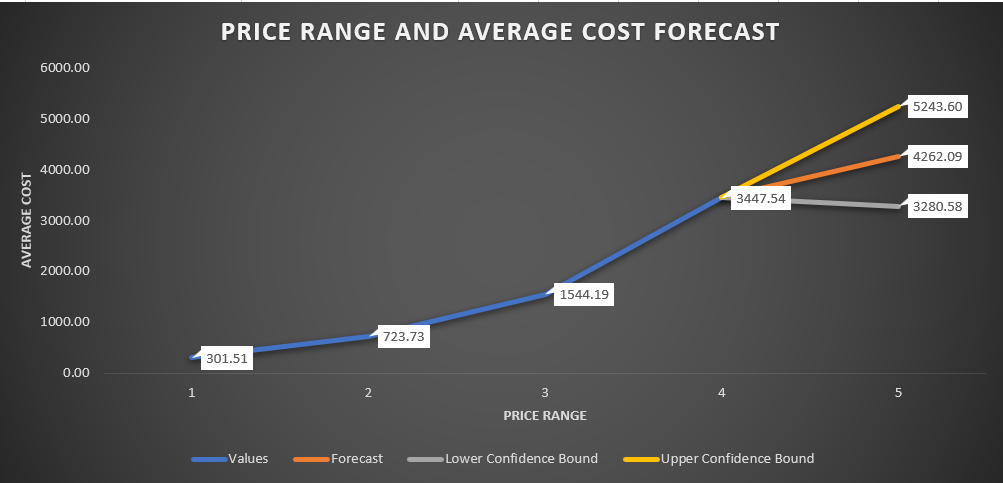 PRICE RANGE AND AVERAGE COST FORECAST
6000.00
5000.00
4000.00
3000.00
2000.00
1000.00
0.00
AVERAGE COST
301.51
723.73
1544.19
3447.54
5243.60
4262.09
3280.58
1 2 3 4 5
PRICE RANGE
Values Forecast Lower Confidence Bound Upper Confidence Bound